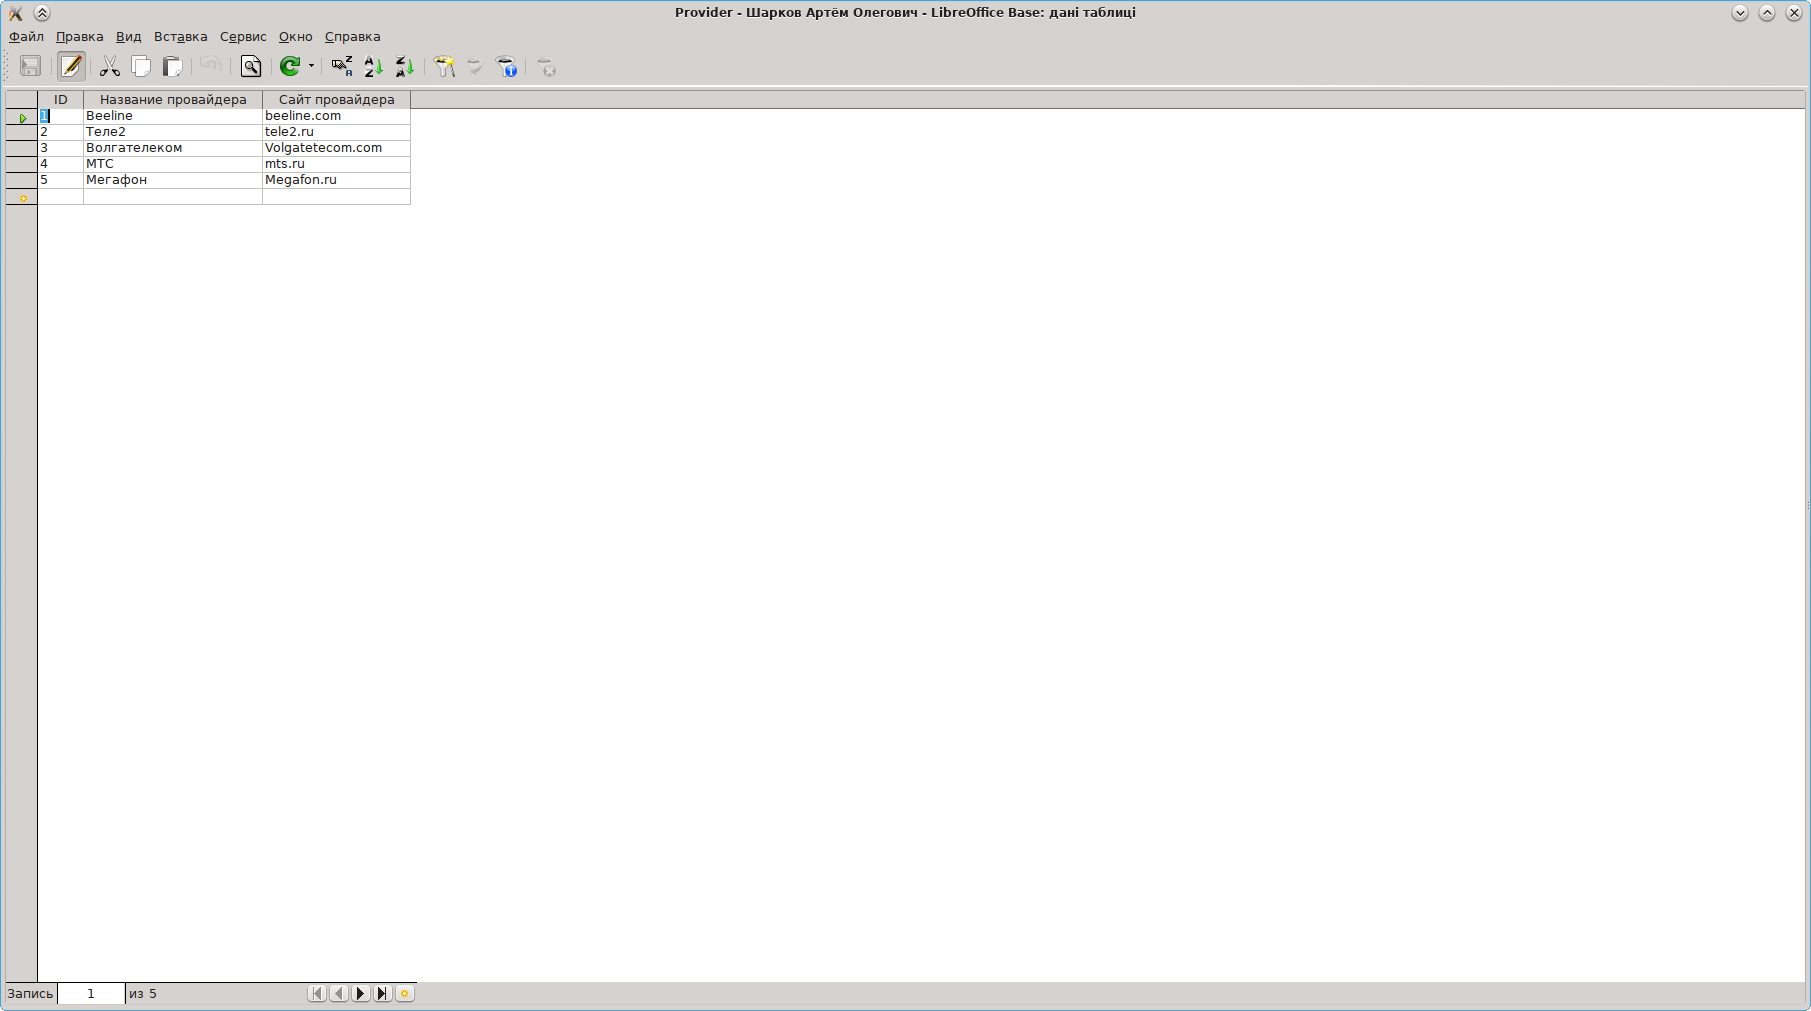 Provider - Шарков Артём Олегович - LibreOffice Base: дані таблиці
Файл Правка Вид Вставка Сервис Окно Справка
ID Название провайдера Сайт провайдера
1 Beeline beeline.com
2 Теле2 tele2.ru
3 Волгателеком Volgatetecom.com
4 МТС mts.ru
5 Мегафон Megafon.ru
Запись 1 из 5